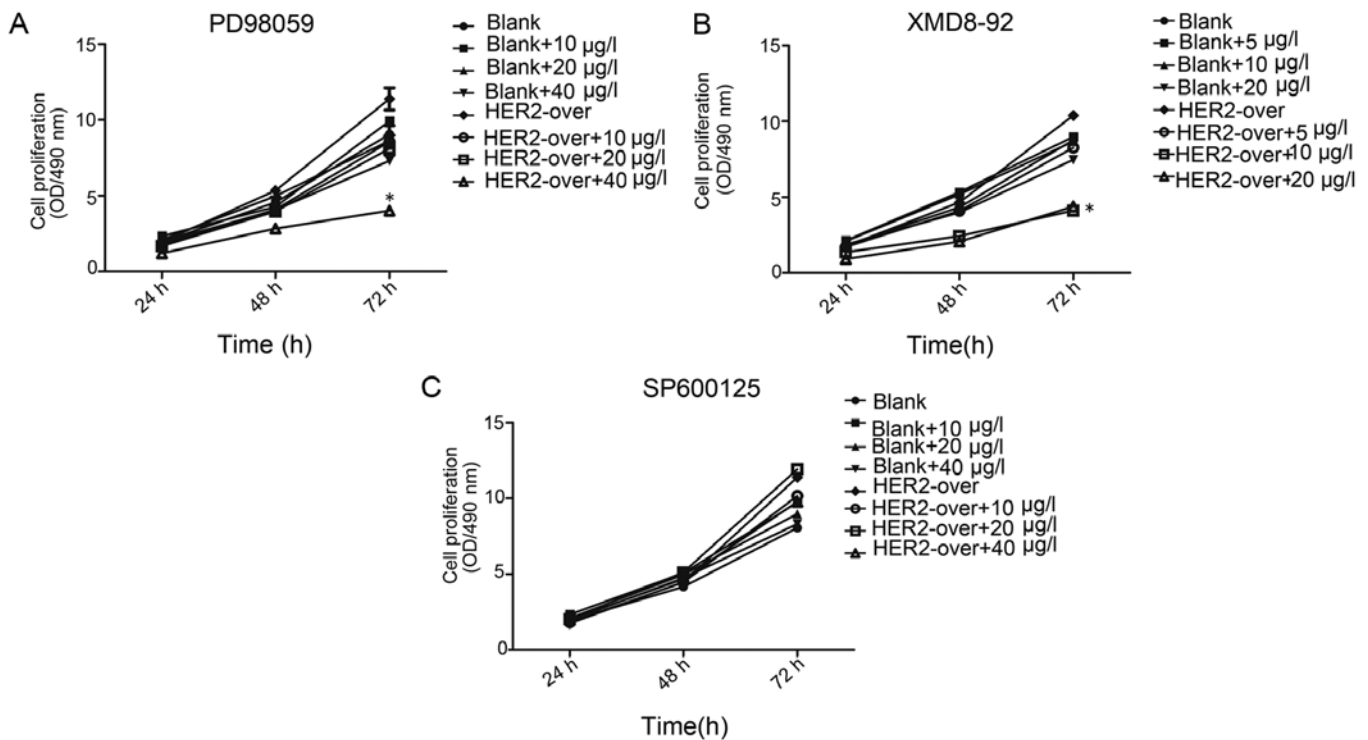 A
PD98059
Cell proliferation
(OD/490 nm)
15
10
5
0
24 h
48 h
72 h
Time (h)
*
Blank
Blank+10 µg/l
Blank+20 µg/l
Blank+40 µg/l
HER2-over
HER2-over+10 µg/l
HER2-over+20 µg/l
HER2-over+40 µg/l
B
XMD8-92
Cell proliferation
(OD/490 nm)
15
10
5
0
24 h
48 h
72 h
Time(h)
*
Blank
Blank+5 µg/l
Blank+10 µg/l
Blank+20 µg/l
HER2-over
HER2-over+5 µg/l
HER2-over+10 µg/l
HER2-over+20 µg/l
C
SP600125
Cell proliferation
(OD/490 nm)
15
10
5
0
24 h
48 h
72 h
Time(h)
Blank
Blank+10 µg/l
Blank+20 µg/l
Blank+40 µg/l
HER2-over
HER2-over+10 µg/l
HER2-over+20 µg/l
HER2-over+40 µg/l